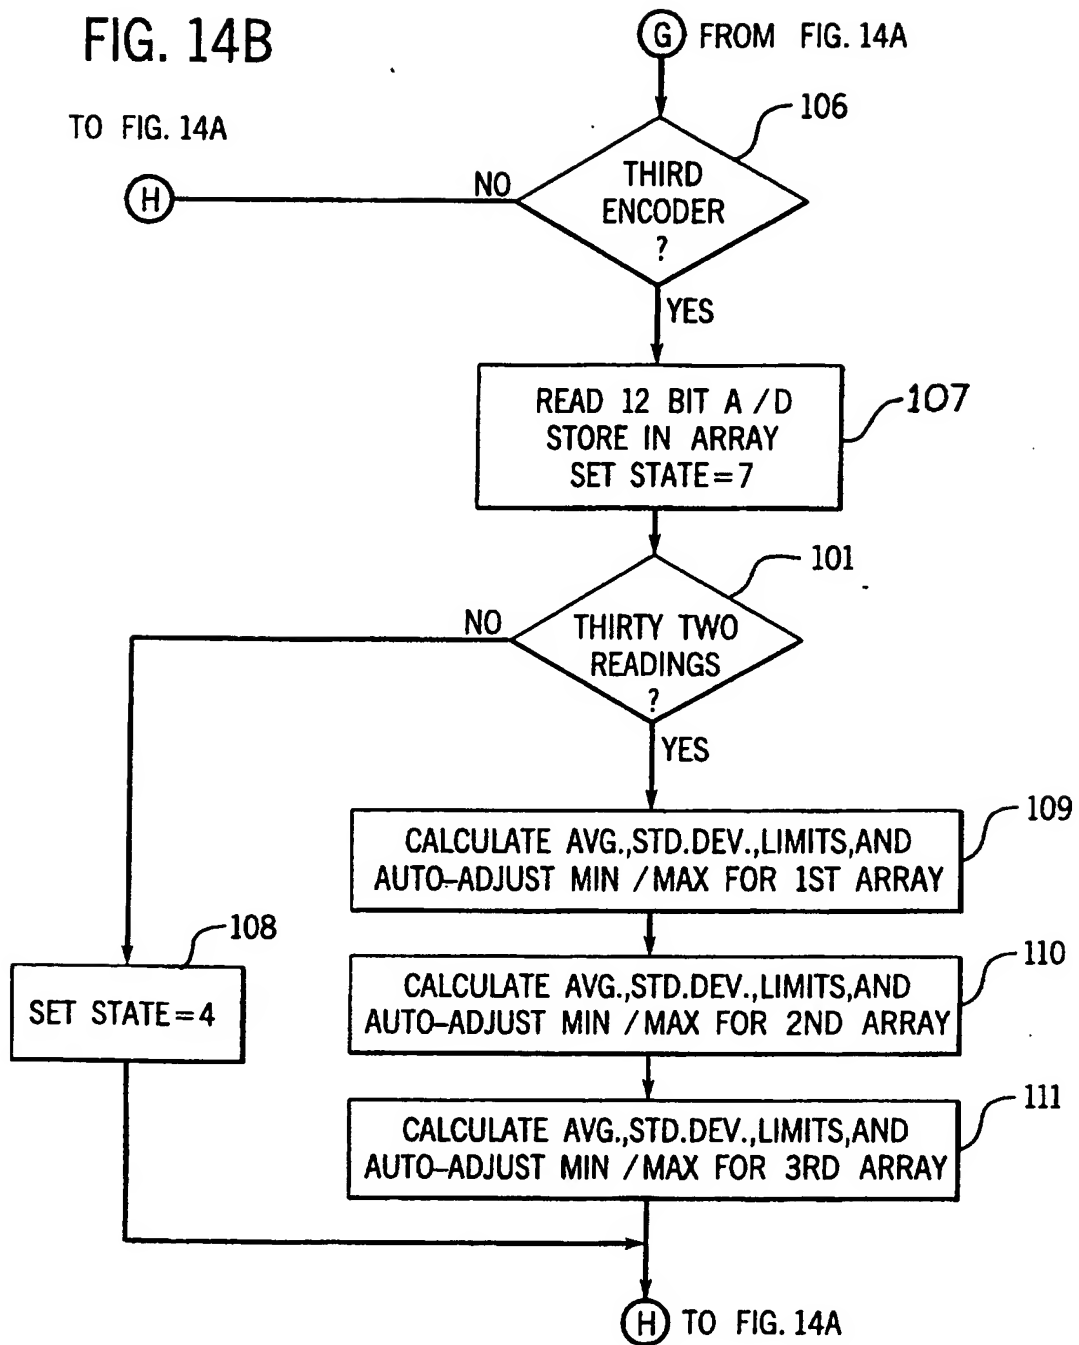 FIG. 14B
G FROM FIG. 14A
TO FIG. 14A
106
H
NO
THIRD
ENCODER
?
YES
READ 12 BIT A/D
STORE IN ARRAY
SET STATE=7
107
101
NO
THIRTY TWO
READINGS
?
YES
109
CALCULATE AVG.,STD.DEV.,LIMITS,AND
AUTO-ADJUST MIN/MAX FOR 1ST ARRAY
108
SET STATE=4
110
CALCULATE AVG.,STD.DEV.,LIMITS,AND
AUTO-ADJUST MIN/MAX FOR 2ND ARRAY
111
CALCULATE AVG.,STD.DEV.,LIMITS,AND
AUTO-ADJUST MIN/MAX FOR 3RD ARRAY
H TO FIG. 14A